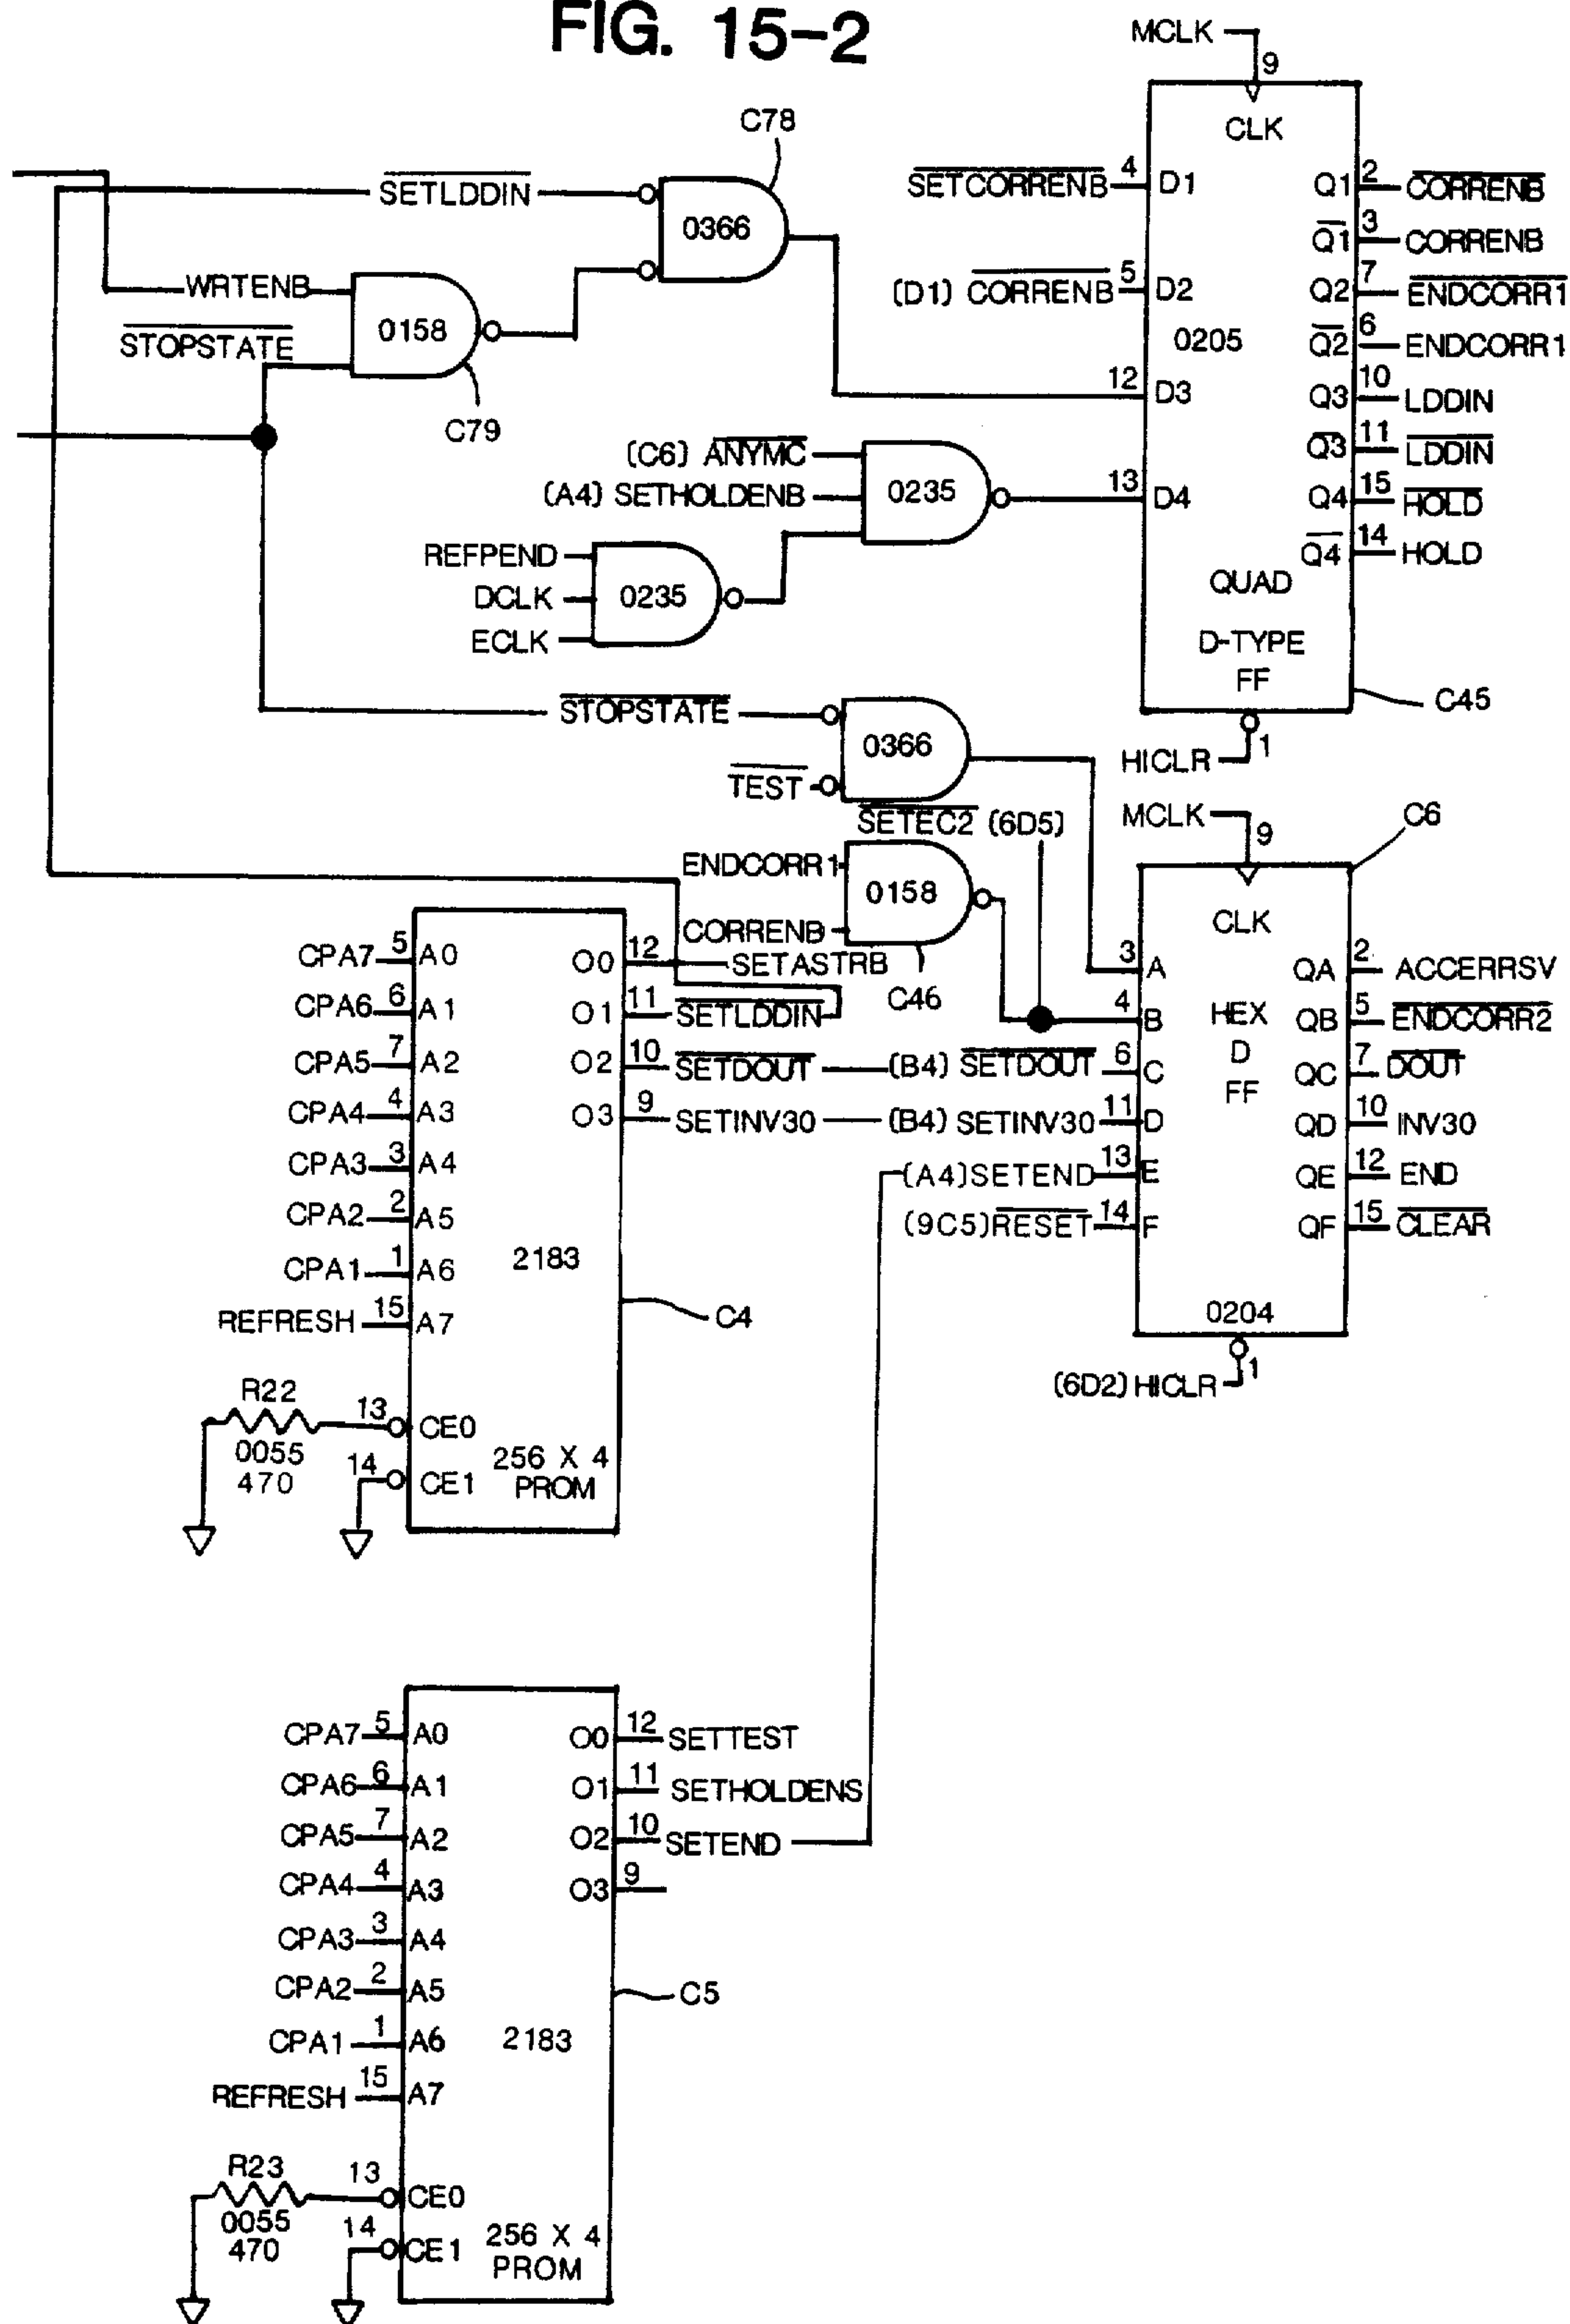 FIG. 15-2
MCLK
9
CLK
C78
SETLDDIN
0366
WRTENB
STOPSTATE
0158
C79
SETCORRENB 4 D1
(D1) CORRENB 5 D2
0205
12 D3
13 D4
Q1 2 CORRENB
Q1 3 CORRENB
Q2 7 ENDCORR1
Q2 6 ENDCORR1
Q3 10 LDDIN
Q3 11 LDDIN
Q4 15 HOLD
Q4 14 HOLD
QUAD
D-TYPE
FF
C45
HICLR 1
(C6) ANYMC
(A4) SETHOLDENB
0235
REFPEND
DCLK
ECLK
0235
STOPSTATE
TEST
0366
SETEC2 (6D5)
ENDCORR1
CORRENB
0158
C46
MCLK
9
C6
CLK
3 A
4 B
(B4) SETDOUT 6 C
(B4) SETINV30 11 D
(A4)SETEND 13 E
(9C5)RESET 14 F
HEX
D
FF
QA 2 ACCERRSV
QB 5 ENDCORR2
QC 7 DOUT
QD 10 INV30
QE 12 END
QF 15 CLEAR
0204
(6D2)HICLR 1
CPA7 5 A0
CPA6 6 A1
CPA5 7 A2
CPA4 4 A3
CPA3 3 A4
CPA2 2 A5
CPA1 1 A6
REFRESH 15 A7
O0 12 SETASTRB
O1 11 SETLDDIN
O2 10 SETDOUT
O3 9 SETINV30
2183
C4
R22
0055
470
13 CE0
14 CE1
256 X 4
PROM
CPA7 5 A0
CPA6 6 A1
CPA5 7 A2
CPA4 4 A3
CPA3 3 A4
CPA2 2 A5
CPA1 1 A6
REFRESH 15 A7
O0 12 SETTEST
O1 11 SETHOLDENS
O2 10 SETEND
O3 9
C5
2183
R23
0055
470
13 CE0
14 CE1
256 X 4
PROM